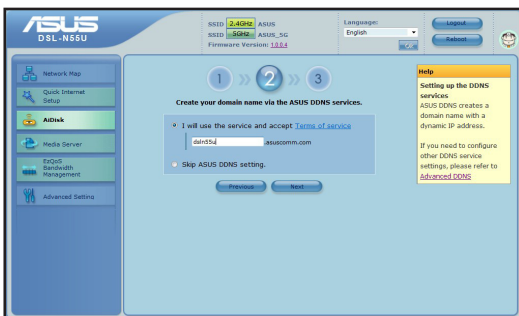 ASUS
DSL-N55U
SSID 2.4GHz ASUS
SSID 5GHz ASUS_5G
Firmware Version: 1.0.0.4
Language:
English
Logout
Reboot
Network Map
Quick Internet
Setup
AiDisk
Media Server
EzQoS
Bandwidth
Management
Advanced Setting
1 » 2 » 3
Create your domain name via the ASUS DDNS services.
I will use the service and accept Terms of service
dsln55u .asuscomm.com
Skip ASUS DDNS setting.
Previous
Next
Help
Setting up the DDNS
services
ASUS DDNS creates a
domain name with a
dynamic IP address.
If you need to configure
other DDNS service
settings, please refer to
Advanced DDNS